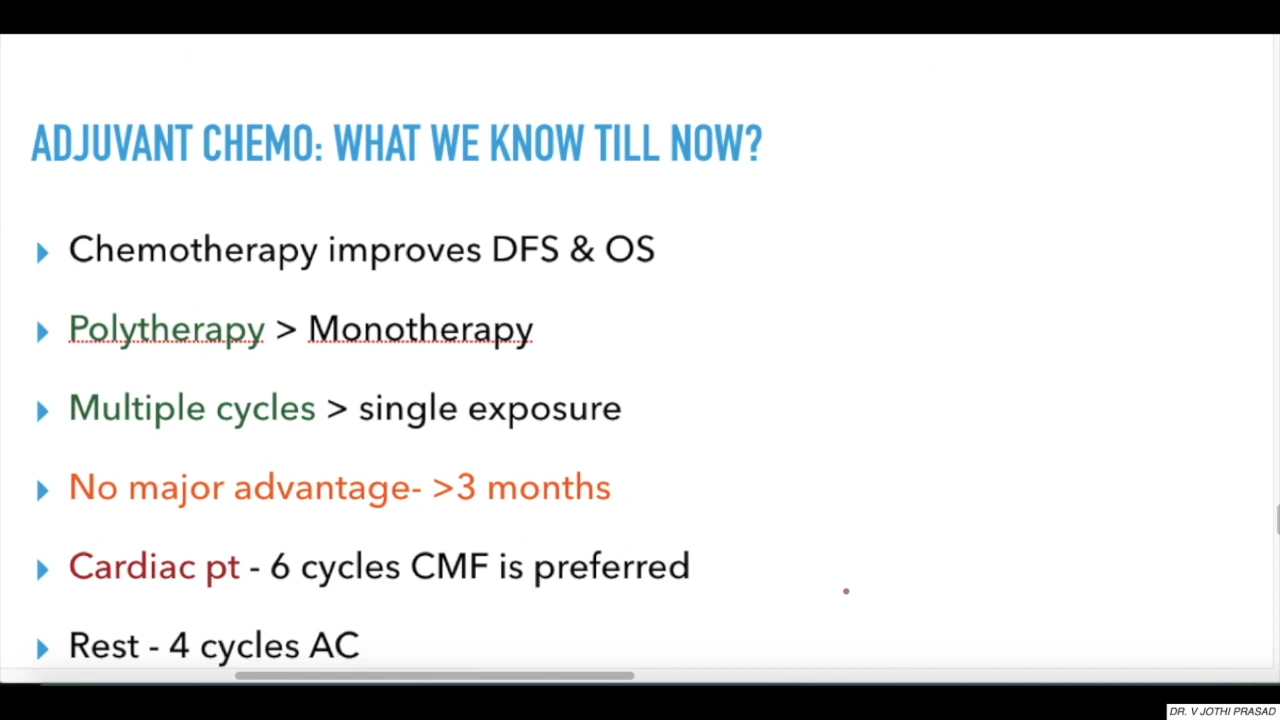 ADJUVANT CHEMO: WHAT WE KNOW TILL NOW?
Chemotherapy improves DFS & OS
Polytherapy > Monotherapy
Multiple cycles > single exposure
No major advantage- >3 months
Cardiac pt - 6 cycles CMF is preferred
Rest - 4 cycles AC
DR. V JOTHI PRASAD